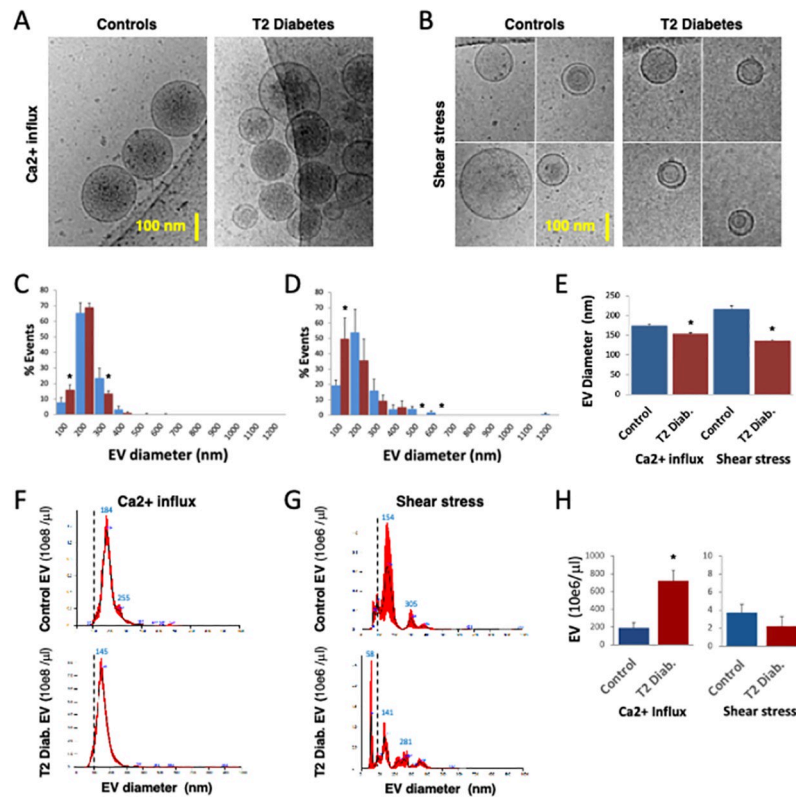 A
Controls
T2 Diabetes
Ca2+ influx
100 nm
B
Controls
T2 Diabetes
Shear stress
100 nm
C
% Events
80
70
60
50
40
30
20
10
0
100
200
300
400
500
600
700
800
900
1000
1100
1200
EV diameter (nm)
*
*
D
% Events
80
70
60
50
40
30
20
10
0
100
200
300
400
500
600
700
800
900
1000
1100
1200
EV diameter (nm)
*
*
*
E
EV Diameter (nm)
250
200
150
100
50
0
*
*
Control
T2 Diab.
Control
T2 Diab.
Ca2+ influx
Shear stress
F
Ca2+ influx
Control EV (10e8 /µl)
184
255
T2 Diab. EV (10e8 /µl)
145
EV diameter (nm)
G
Shear stress
Control EV (10e6 /µl)
154
305
T2 Diab. EV (10e6 /µl)
58
141
281
EV diameter (nm)
H
EV (10e6/µl)
1000
800
600
400
200
0
*
Control
T2 Diab.
Ca2+ Influx
8
6
4
2
0
Control
T2 Diab.
Shear stress